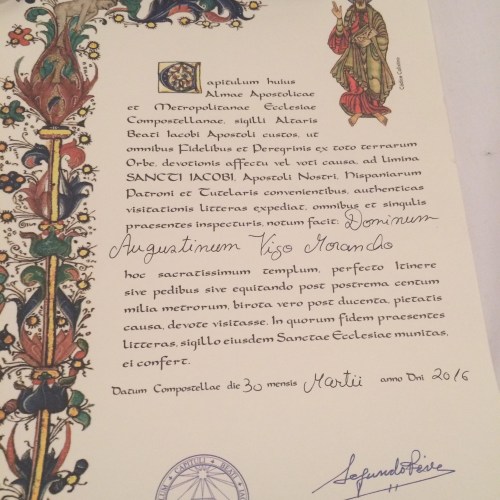 Capitulum huius
Almae Apostolicae
et Metropolitanae Ecclesiae
Compostellanae, sigilli Altaris
Beati Iacobi Apostoli custos, ut
omnibus Fidelibus et Peregrinis ex toto terrarum
Orbe, devotionis affectu vel voti causa, ad limina
SANCTI IACOBI, Apostoli Nostri, Hispaniarum
Patroni et Tutelaris convenientibus, authenticas
visitationis litteras expediat, omnibus et singulis
praesentes inspecturis, notum facit: Dominum
Augustinum Vigo Morancho
hoc sacratissimum templum, perfecto Itinere
sive pedibus sive equitando post postrema centum
milia metrorum, birota vero post ducenta, pietatis
causa, devote visitasse. In quorum fidem praesentes
litteras, sigillo eiusdem Sanctae Ecclesiae munitas,
ei confert.
Datum Compostellae die 30 mensis Martii anno Dni 2016
CAPITULI BEATI